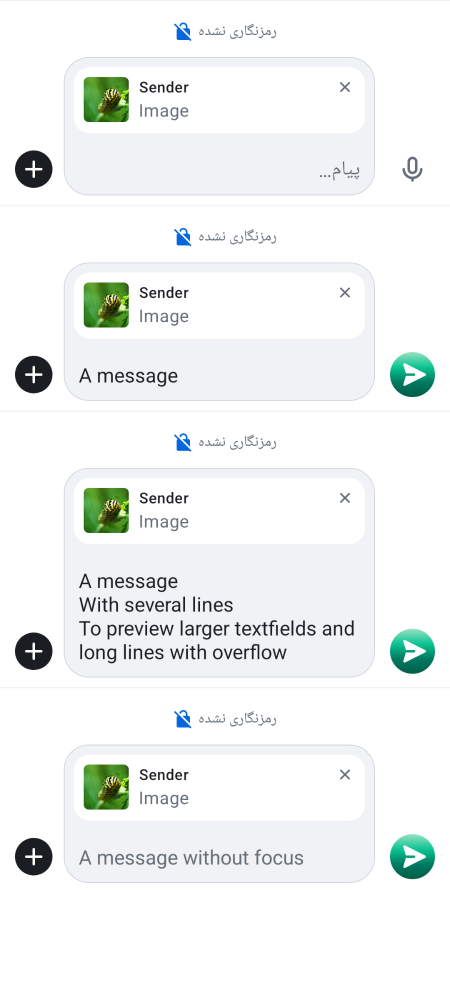 رمزنگاری نشده
Sender
Image
پیام…
رمزنگاری نشده
Sender
Image
A message
رمزنگاری نشده
Sender
Image
A message
With several lines
To preview larger textfields and
long lines with overflow
رمزنگاری نشده
Sender
Image
A message without focus